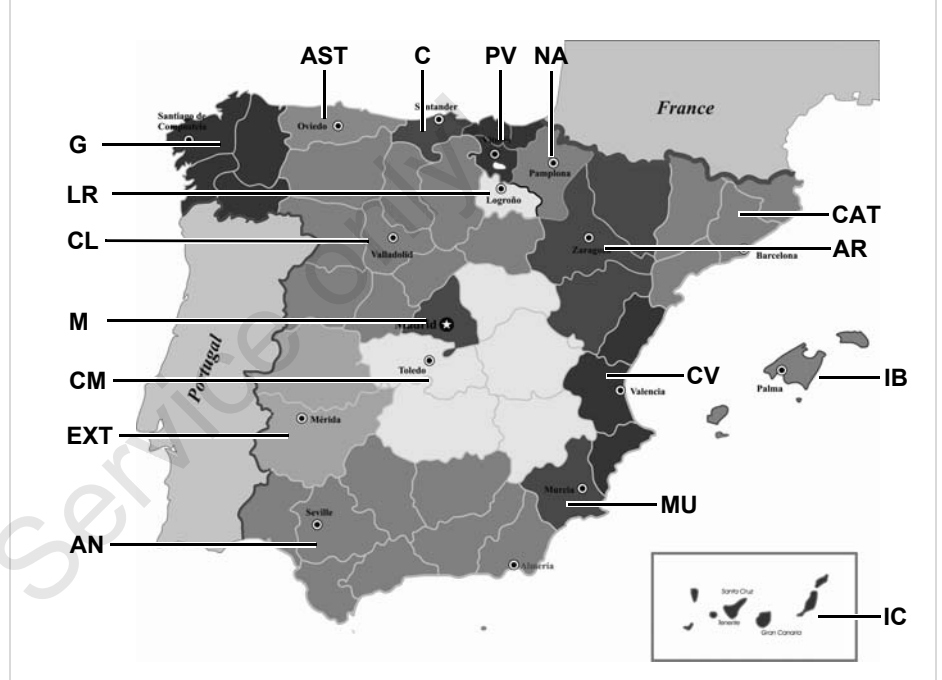 AST
C
PV
NA
Santiago de
Compostela
Santander
Oviedo
France
G
Pamplona
LR
Logroño
CAT
CL
Valladolid
Zaragoza
AR
Barcelona
M
Madrid
Portugal
Toledo
CM
CV
IB
Palma
Valencia
Mérida
EXT
Murcia
MU
Seville
AN
Almería
Santa Cruz
Tenerife
Gran Canaria
IC
Service only